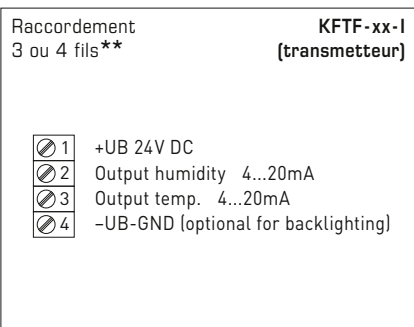 Raccordement KFTF-xx-I
3 ou 4 fils** (transmetteur)
1 +UB 24V DC
2 Output humidity 4...20mA
3 Output temp. 4...20mA
4 –UB-GND (optional for backlighting)